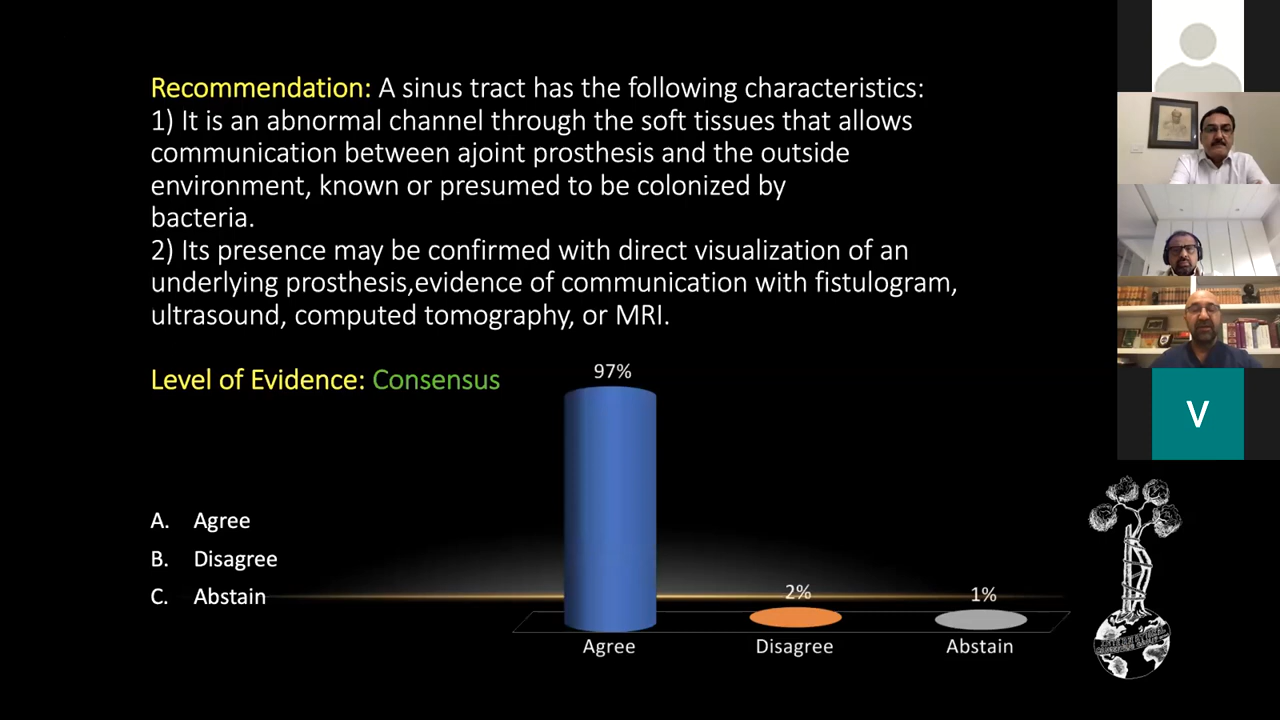 Recommendation: A sinus tract has the following characteristics:
1) It is an abnormal channel through the soft tissues that allows
communication between ajoint prosthesis and the outside
environment, known or presumed to be colonized by
bacteria.
2) Its presence may be confirmed with direct visualization of an
underlying prosthesis,evidence of communication with fistulogram,
ultrasound, computed tomography, or MRI.
Level of Evidence: Consensus
97%
A. Agree
B. Disagree
C. Abstain
2%
1%
Agree
Disagree
Abstain
V